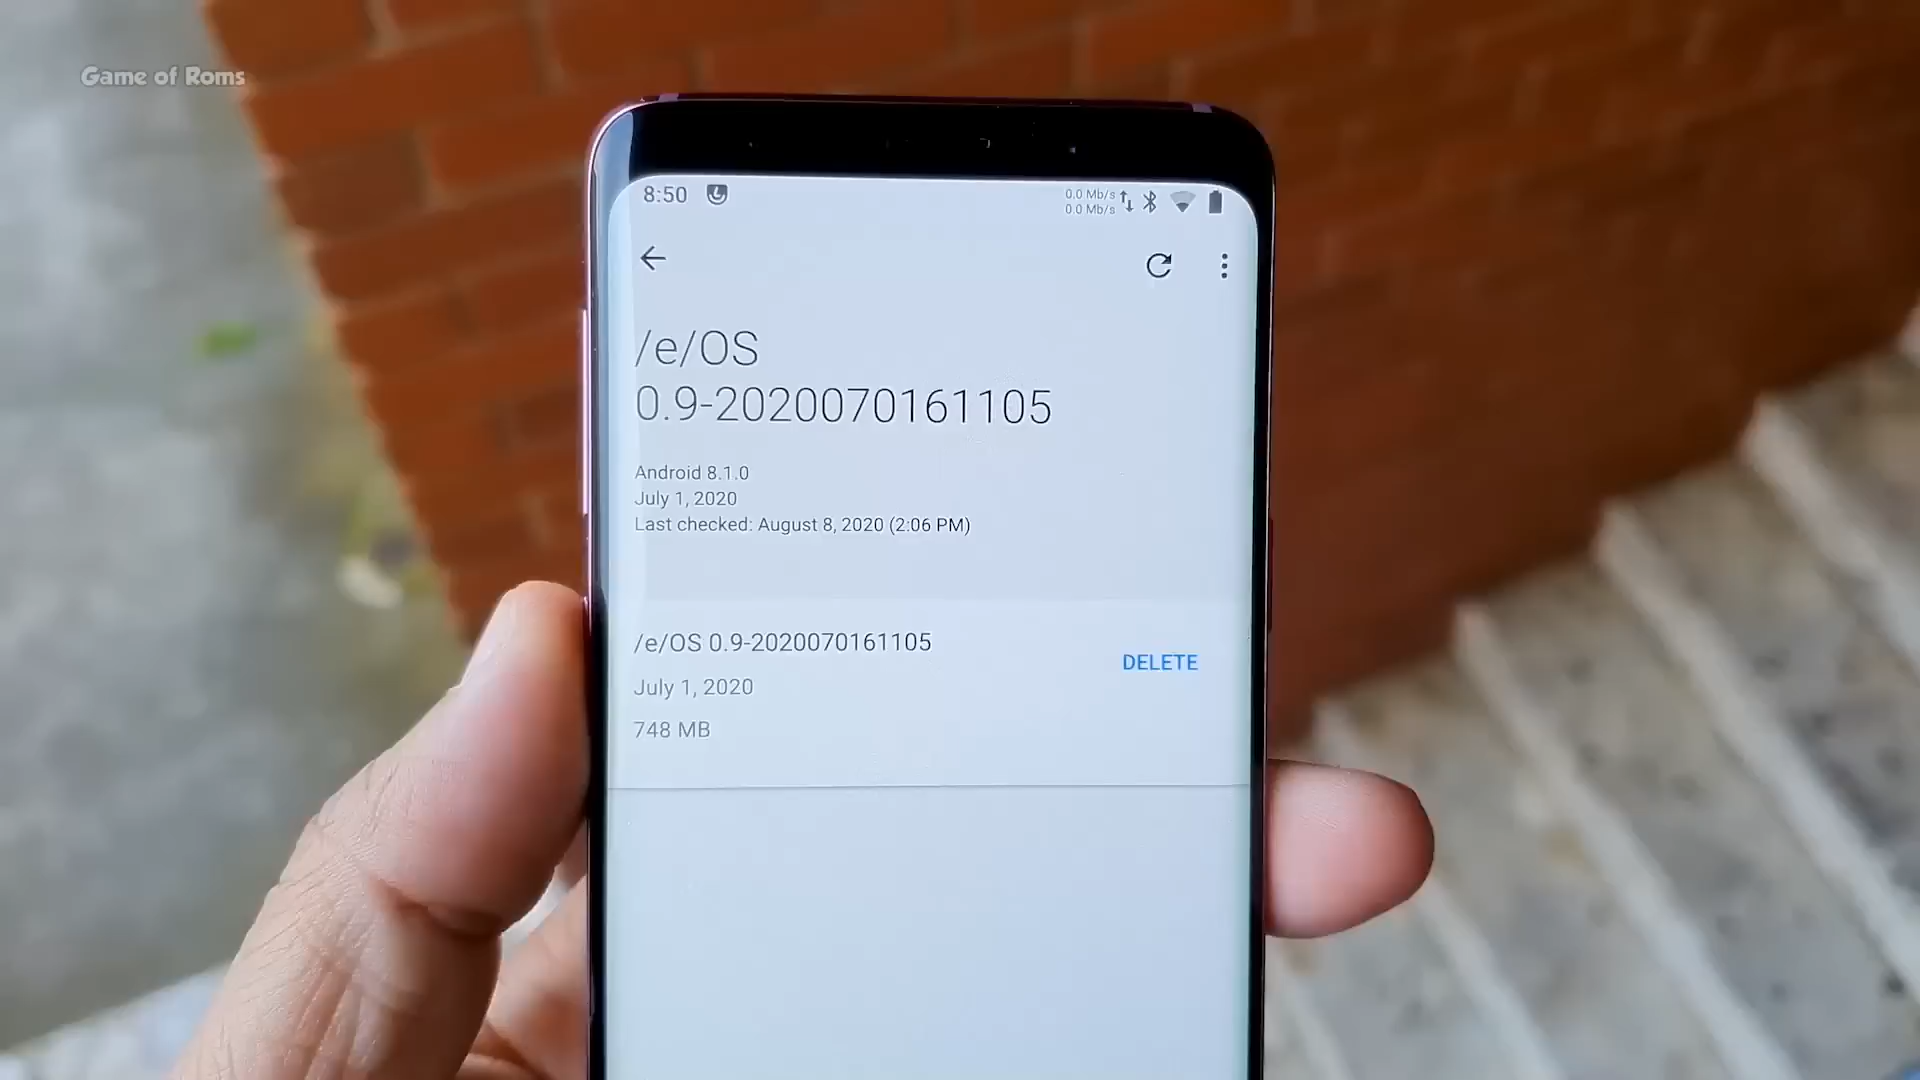 Game of Roms
8:50
0.0 Mb/s
0.0 Mb/s
/e/OS
0.9-2020070161105
Android 8.1.0
July 1, 2020
Last checked: August 8, 2020 (2:06 PM)
/e/OS 0.9-2020070161105
DELETE
July 1, 2020
748 MB